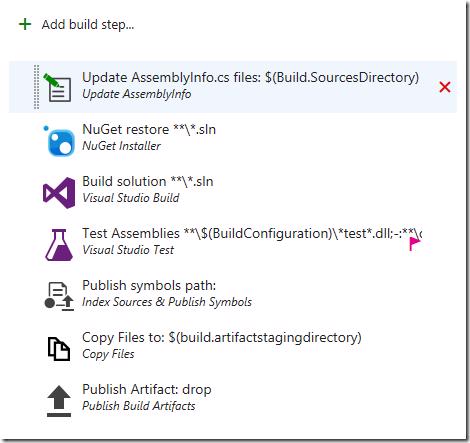 Add build step...
Update AssemblyInfo.cs files: $(Build.SourcesDirectory)
Update AssemblyInfo
NuGet restore **\*.sln
NuGet Installer
Build solution **\*.sln
Visual Studio Build
Test Assemblies **\$(BuildConfiguration)\*test*.dll;-:**\
Visual Studio Test
Publish symbols path:
Index Sources & Publish Symbols
Copy Files to: $(build.artifactstagingdirectory)
Copy Files
Publish Artifact: drop
Publish Build Artifacts